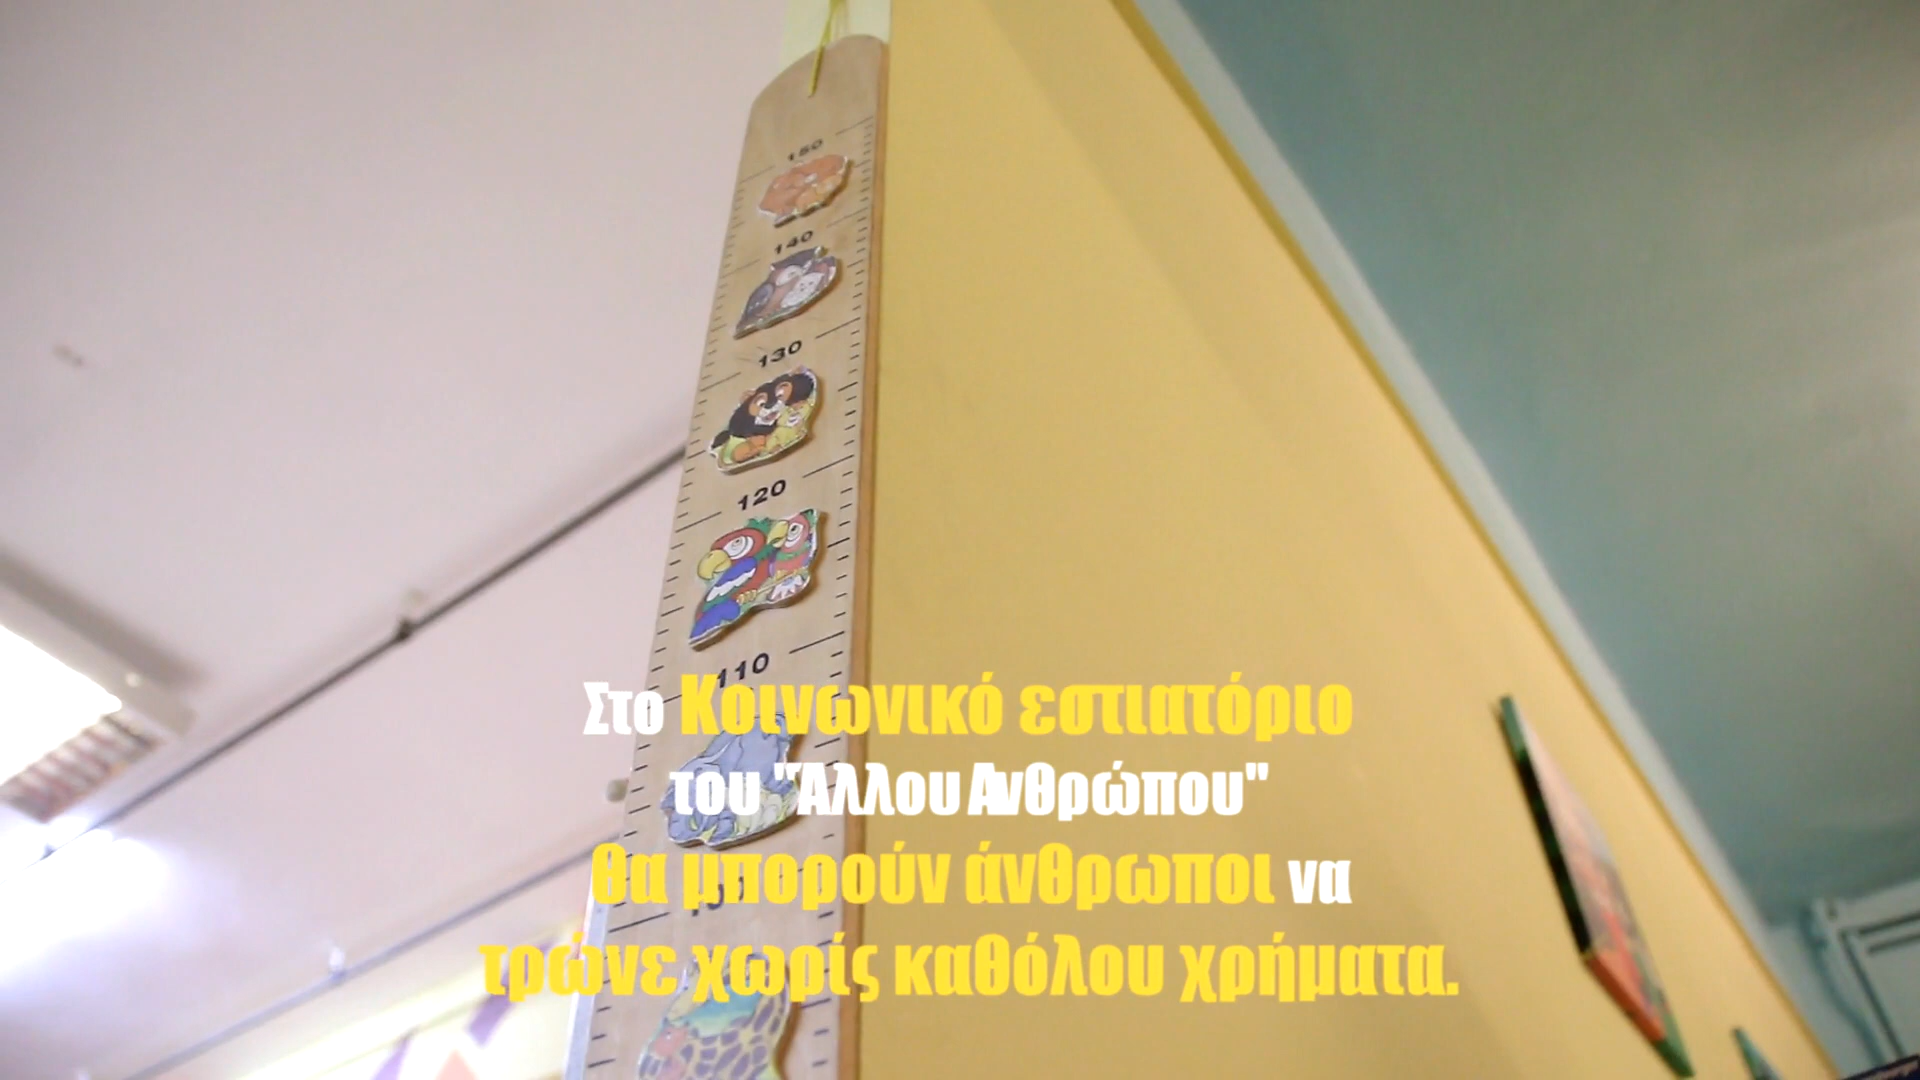 150
140
130
120
110
100
Στο Κοινωνικό εστιατόριο
του "Άλλου Ανθρώπου"
θα μπορούν άνθρωποι να
τρώνε χωρίς καθόλου χρήματα.